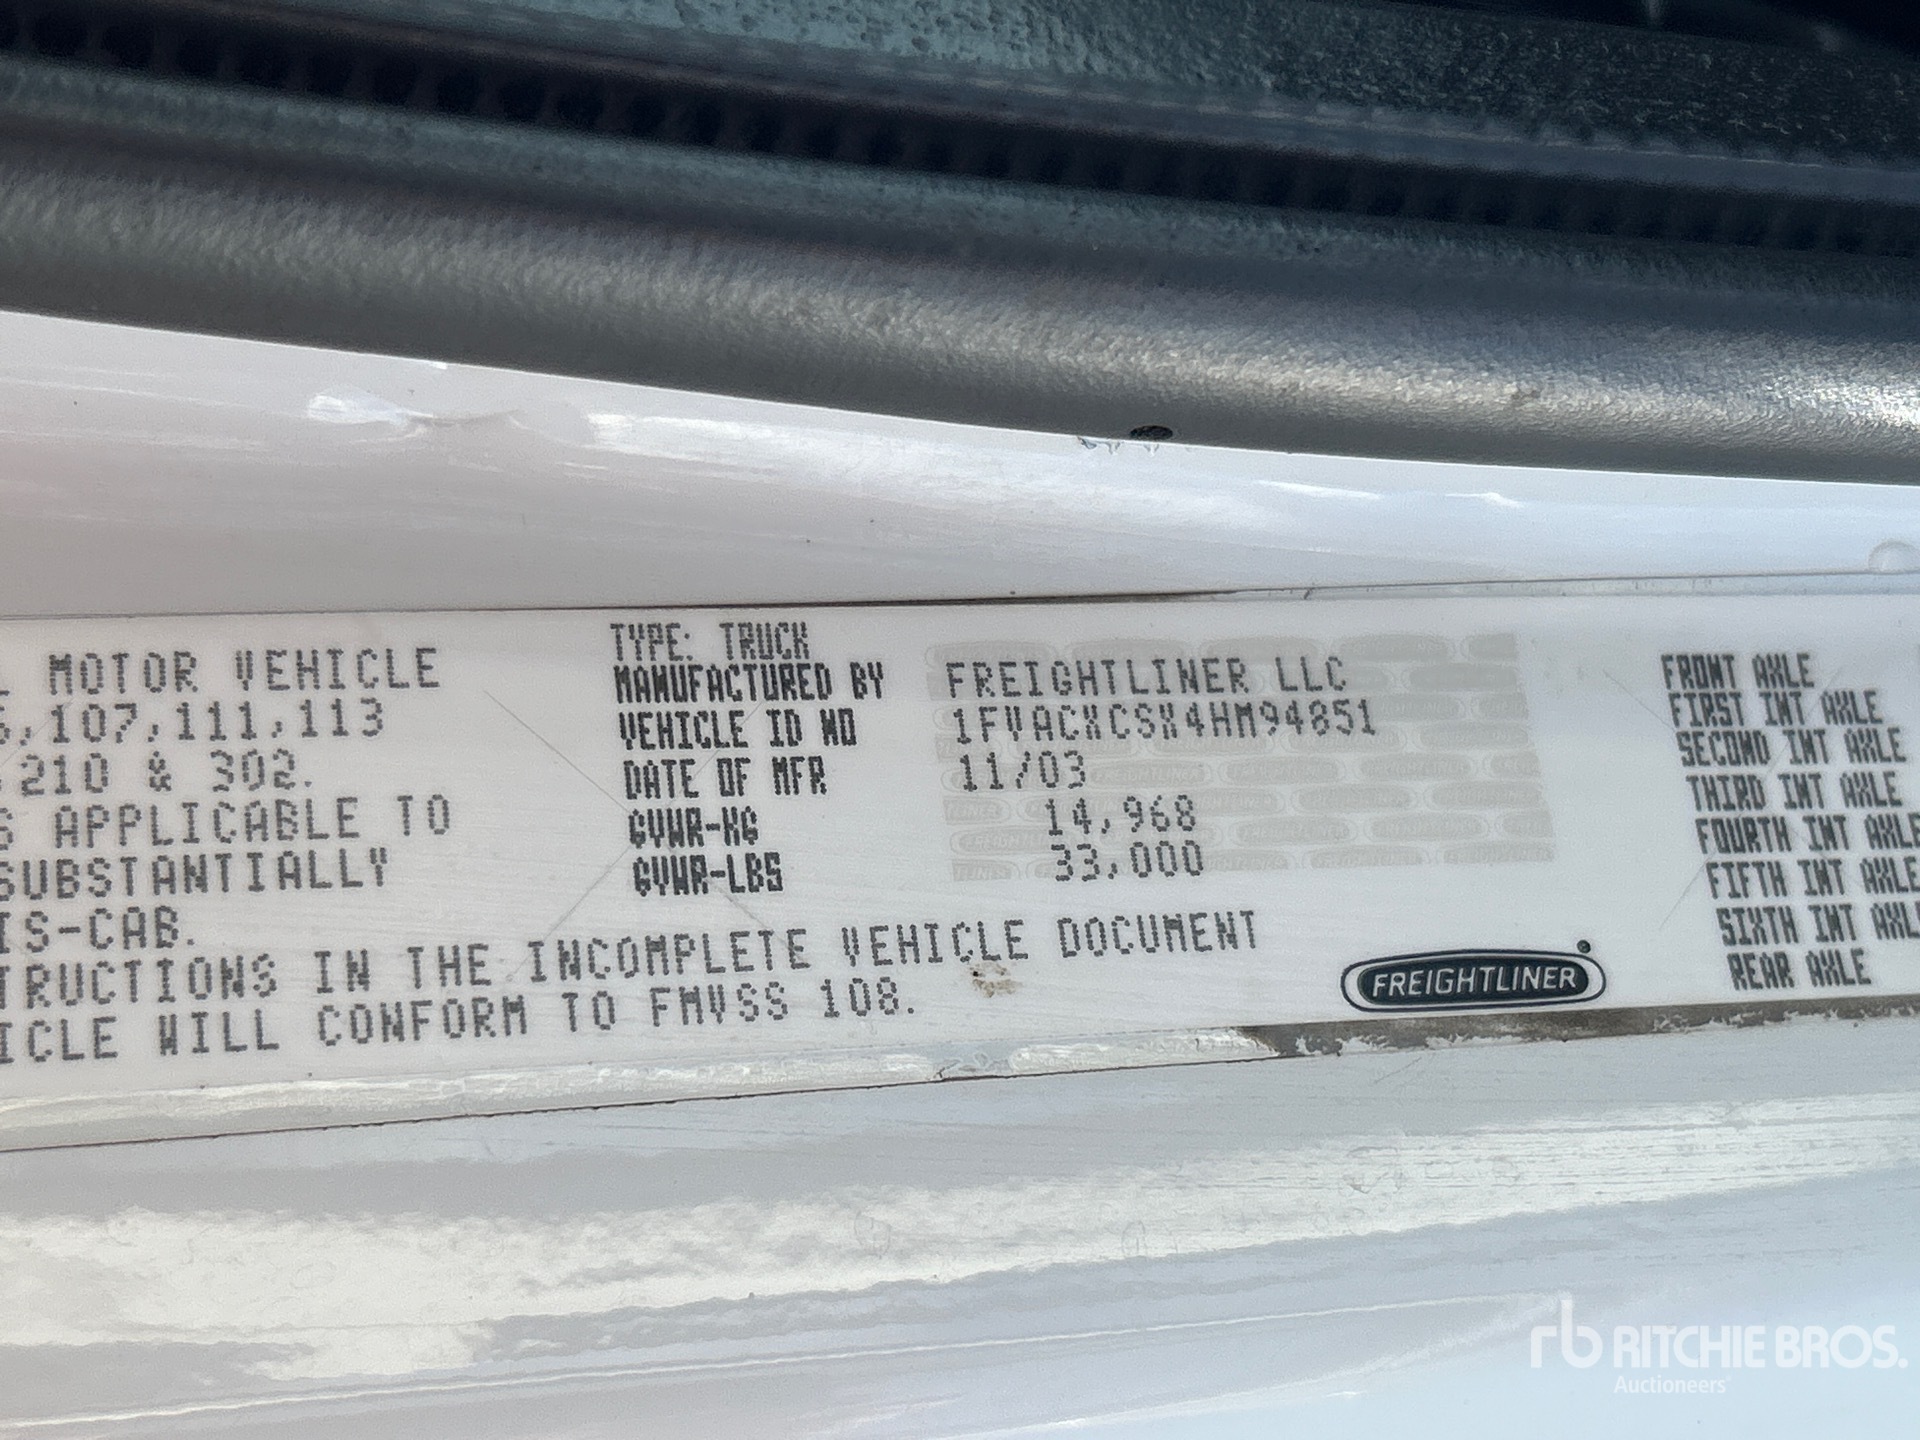 MOTOR VEHICLE
,107,111,113
210 & 302.
APPLICABLE TO
SUBSTANTIALLY
IS-CAB.
TRUCTIONS IN THE INCOMPLETE VEHICLE DOCUMENT
ICLE WILL CONFORM TO FMVSS 108.
TYPE: TRUCK
MANUFACTURED BY FREIGHTLINER LLC
VEHICLE ID NO 1FVACXCSX4HM94851
DATE OF MFR 11/03
GVWR-KG 14,968
GVWR-LBS 33,000
FREIGHTLINER
FRONT AXLE
FIRST INT AXLE
SECOND INT AXLE
THIRD INT AXLE
FOURTH INT AXLE
FIFTH INT AXLE
SIXTH INT AXLE
REAR AXLE
rb RITCHIE BROS.
Auctioneers